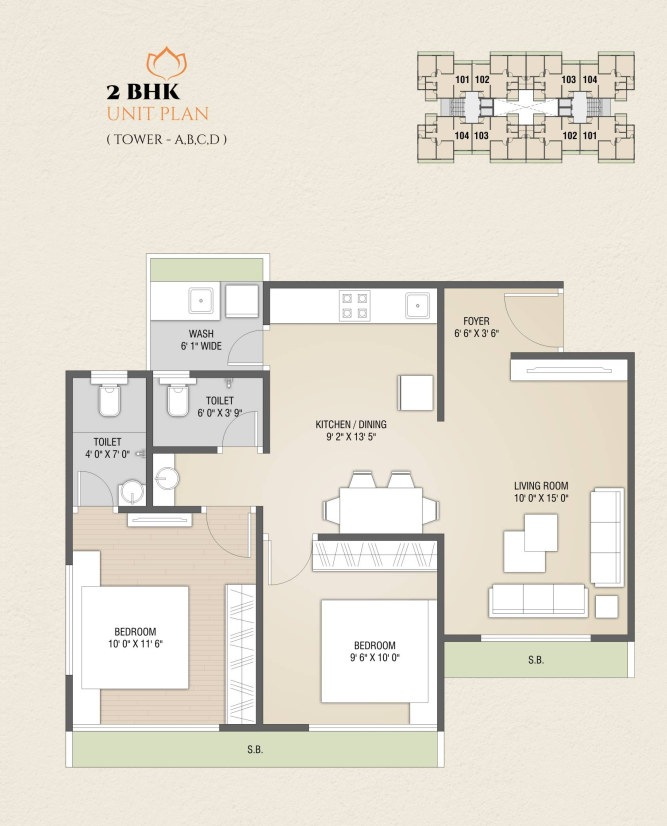 2 BHK
UNIT PLAN
( TOWER - A,B,C,D )
101 102 103 104
104 103 102 101
WASH
6' 1" WIDE
FOYER
6' 6" X 3' 6"
TOILET
6' 0" X 3' 9"
KITCHEN / DINING
9' 2" X 13' 5"
TOILET
4' 0" X 7' 0"
LIVING ROOM
10' 0" X 15' 0"
BEDROOM
10' 0" X 11' 6"
BEDROOM
9' 6" X 10' 0"
S.B.
S.B.